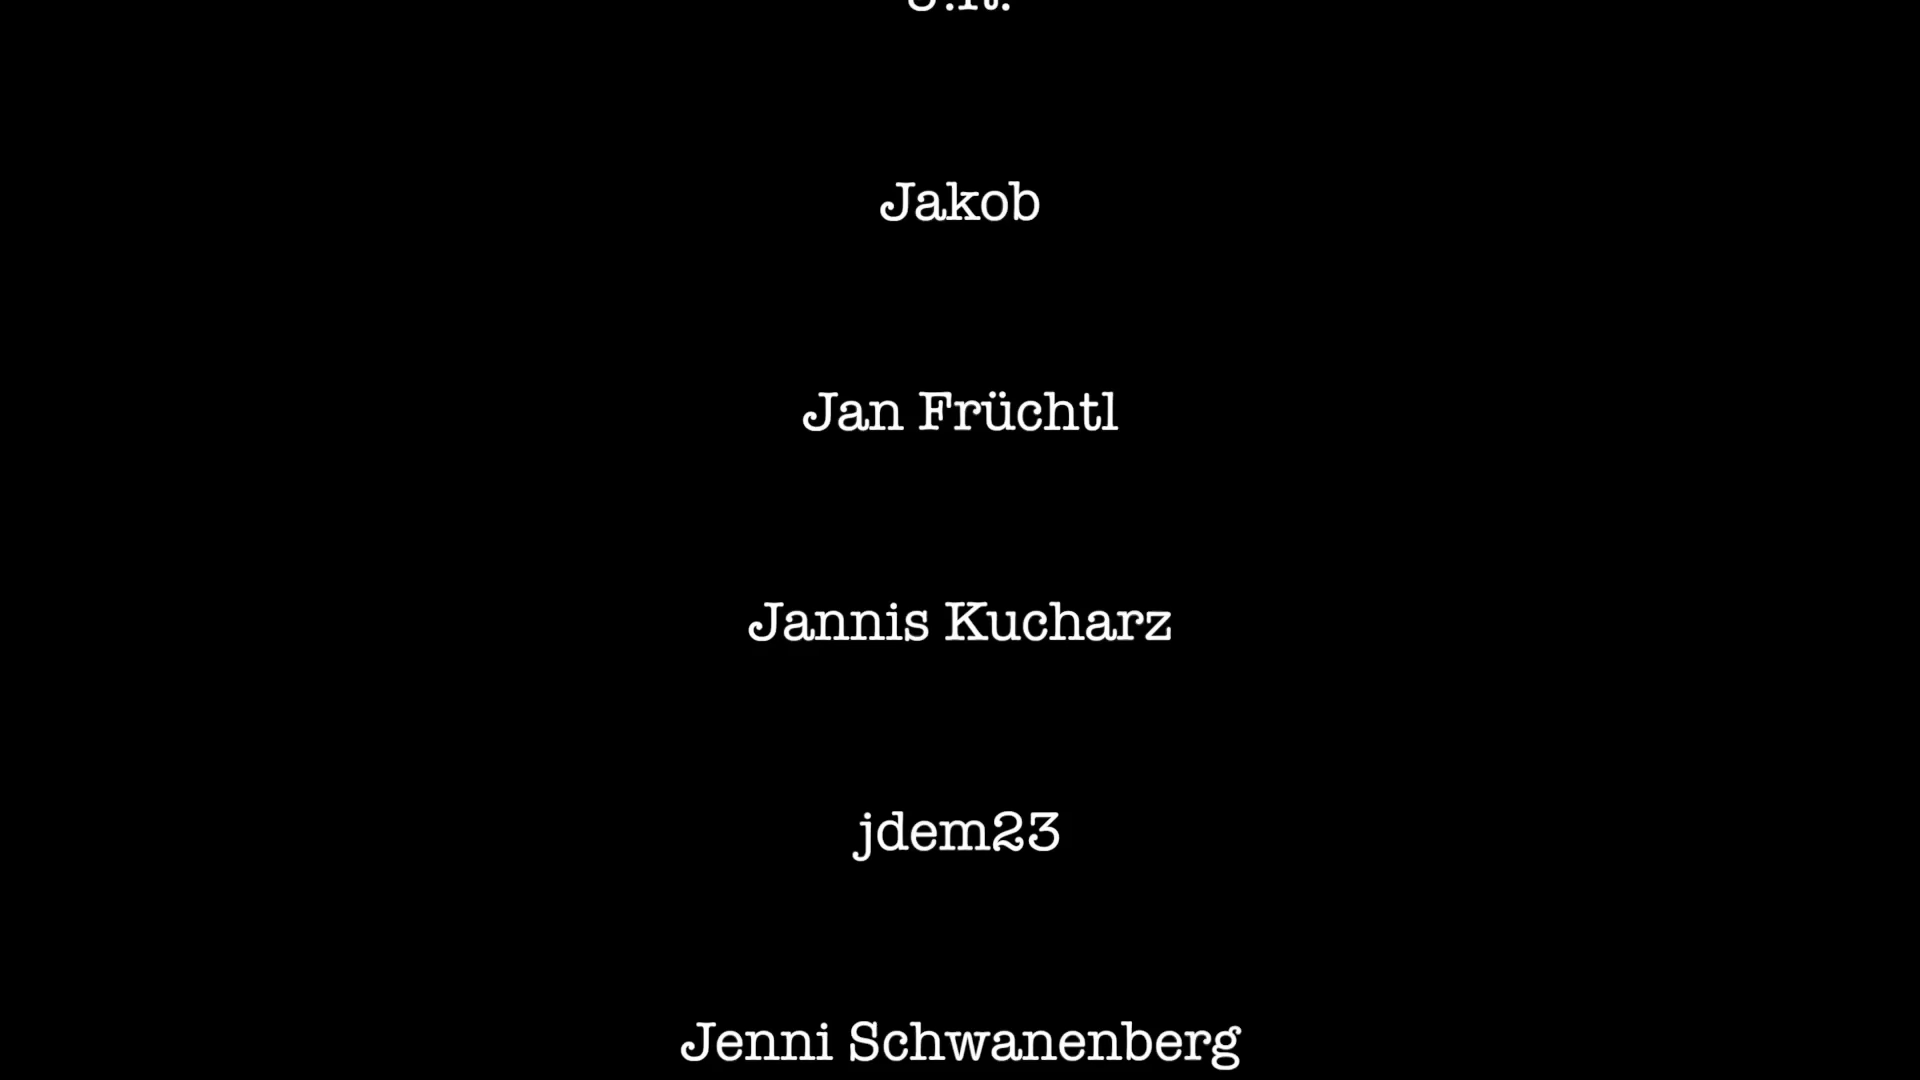 Jakob
Jan Früchtl
Jannis Kucharz
jdem23
Jenni Schwanenberg